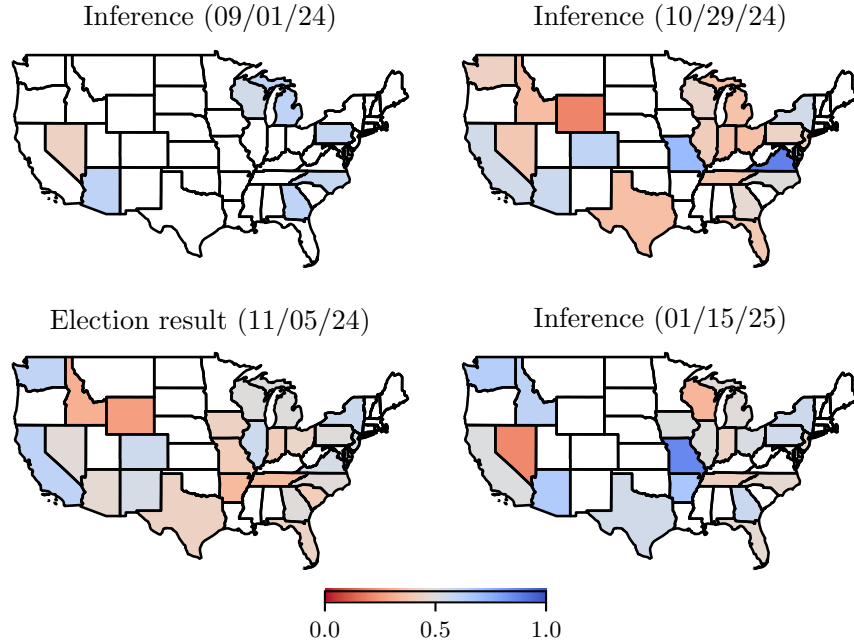 Inference (09/01/24)
Inference (10/29/24)
Election result (11/05/24)
Inference (01/15/25)
0.0
0.5
1.0